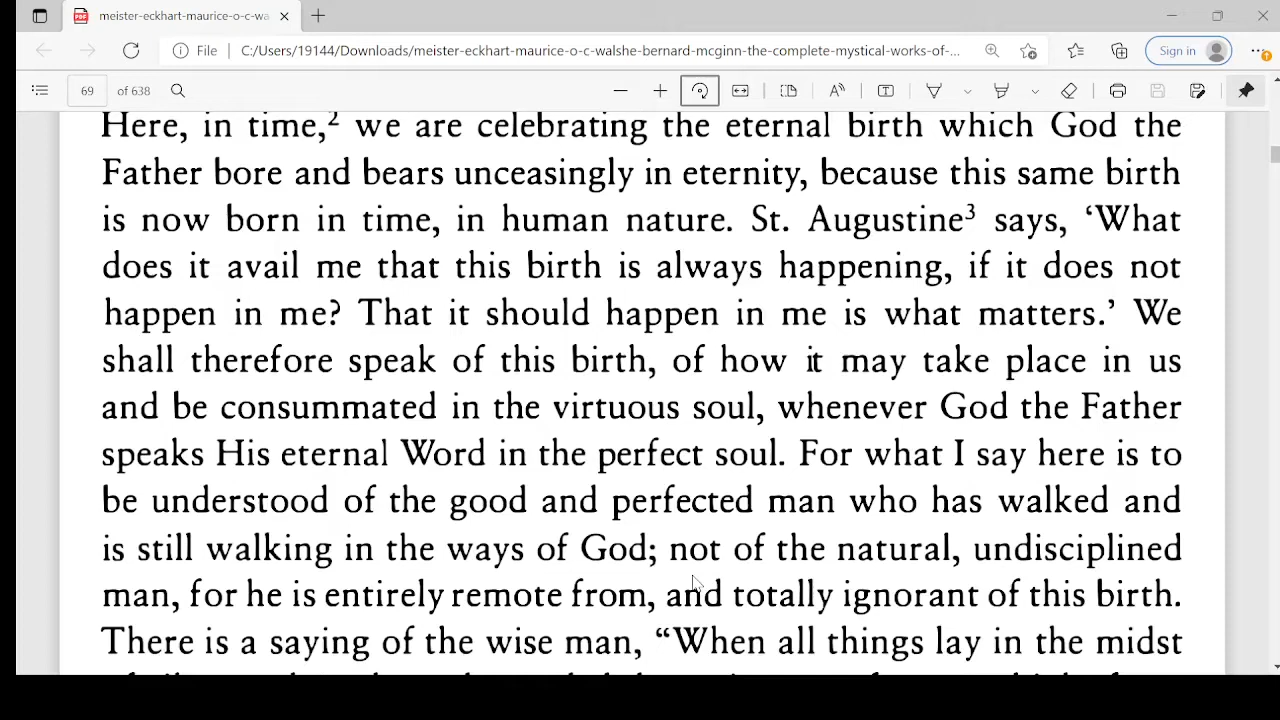 meister-eckhart-maurice-o-c-wa
File
C:/Users/19144/Downloads/meister-eckhart-maurice-o-c-walshe-bernard-mcginn-the-complete-mystical-works-of-...
Sign in
69 of 638
Here, in time,² we are celebrating the eternal birth which God the
Father bore and bears unceasingly in eternity, because this same birth
is now born in time, in human nature. St. Augustine³ says, ‘What
does it avail me that this birth is always happening, if it does not
happen in me? That it should happen in me is what matters.’ We
shall therefore speak of this birth, of how it may take place in us
and be consummated in the virtuous soul, whenever God the Father
speaks His eternal Word in the perfect soul. For what I say here is to
be understood of the good and perfected man who has walked and
is still walking in the ways of God; not of the natural, undisciplined
man, for he is entirely remote from, and totally ignorant of this birth.
There is a saying of the wise man, “When all things lay in the midst